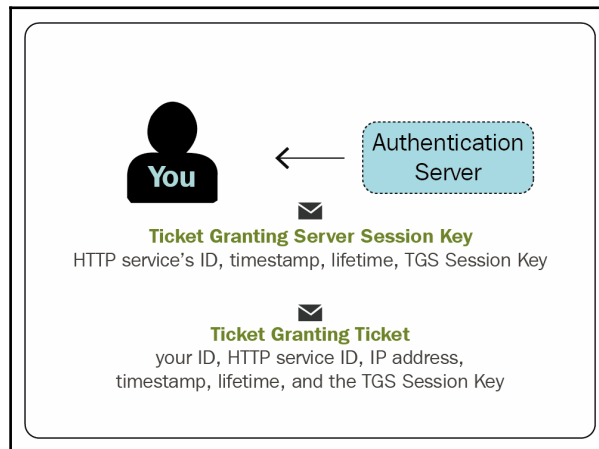 You
Authentication
Server
Ticket Granting Server Session Key
HTTP service's ID, timestamp, lifetime, TGS Session Key
Ticket Granting Ticket
your ID, HTTP service ID, IP address,
timestamp, lifetime, and the TGS Session Key